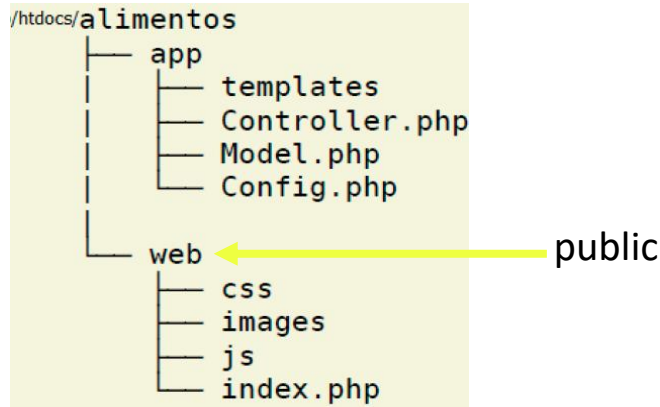 /htdocs/alimentos
app
templates
Controller.php
Model.php
Config.php
web
public
css
images
js
index.php